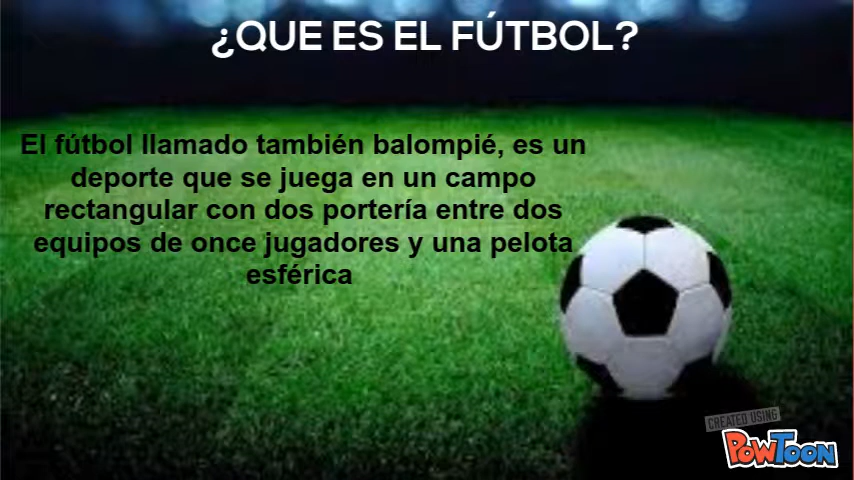 ¿QUE ES EL FÚTBOL?
El fútbol llamado también balompié, es un
deporte que se juega en un campo
rectangular con dos portería entre dos
equipos de once jugadores y una pelota
esférica
CREATED USING
POWTOON